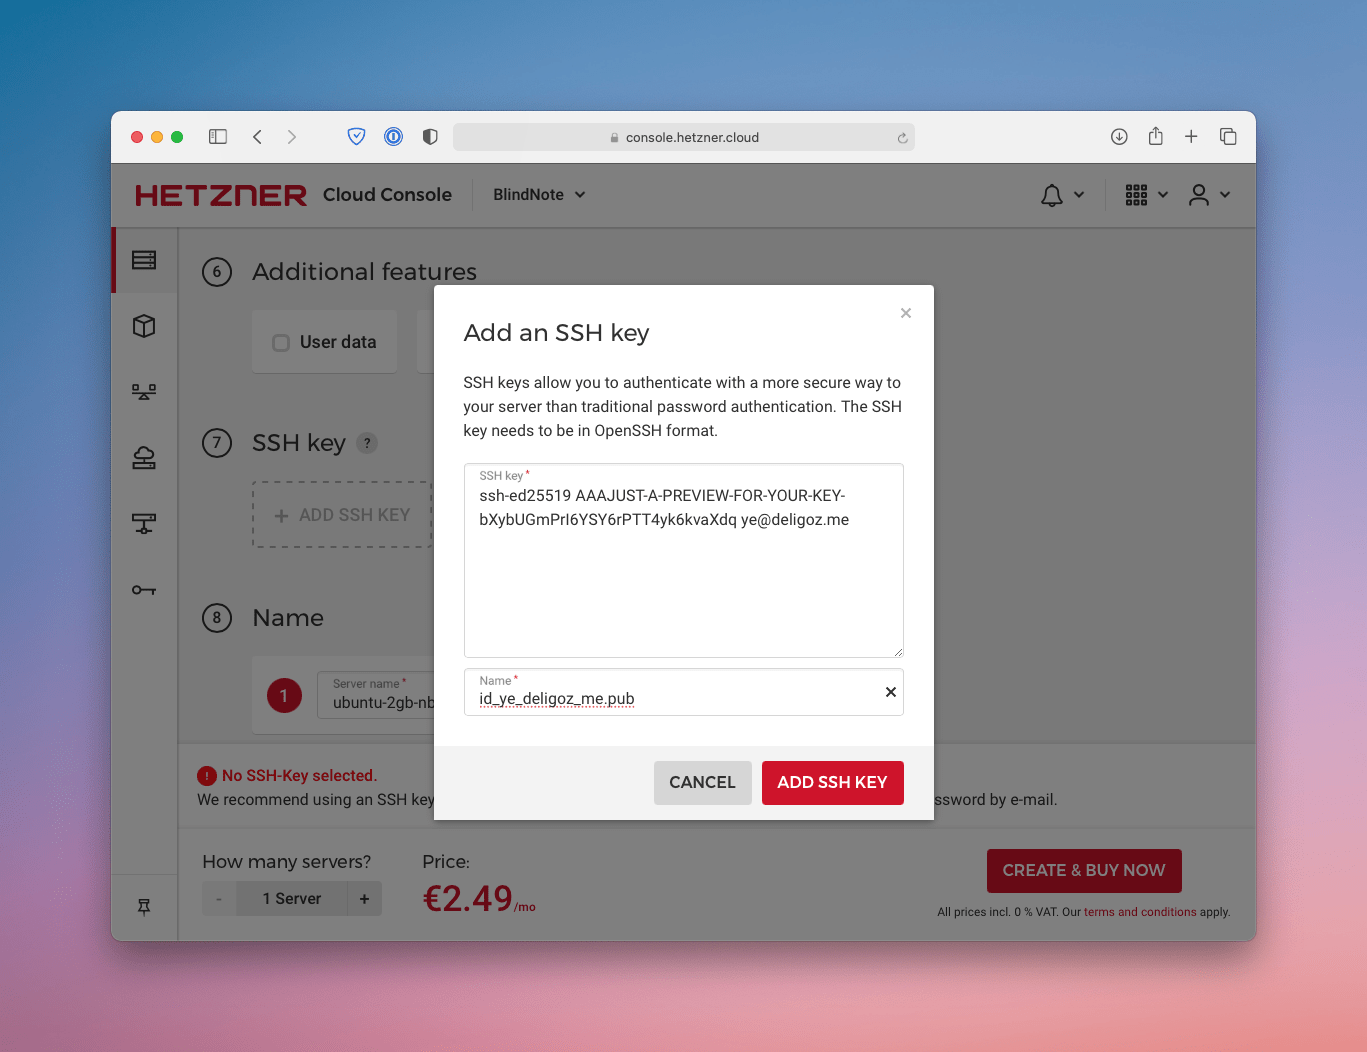 console.hetzner.cloud
HETZNER Cloud Console BlindNote
6 Additional features
User data
7 SSH key ?
+ ADD SSH KEY
8 Name
1 Server name *
ubuntu-2gb-nb
Add an SSH key
SSH keys allow you to authenticate with a more secure way to
your server than traditional password authentication. The SSH
key needs to be in OpenSSH format.
SSH key *
ssh-ed25519 AAAJUST-A-PREVIEW-FOR-YOUR-KEY-
bXybUGmPrI6YSY6rPTT4yk6kvaXdq ye@deligoz.me
Name *
id_ye_deligoz_me.pub
CANCEL ADD SSH KEY
! No SSH-Key selected.
We recommend using an SSH key ssword by e-mail.
How many servers? Price:
- 1 Server + €2.49/mo
CREATE & BUY NOW
All prices incl. 0 % VAT. Our terms and conditions apply.